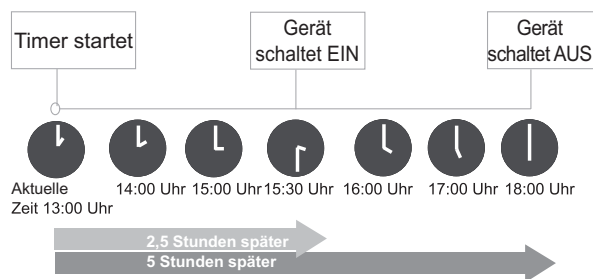 Timer startet
Gerät
schaltet EIN
Gerät
schaltet AUS
Aktuelle
Zeit 13:00 Uhr
14:00 Uhr
15:00 Uhr
15:30 Uhr
16:00 Uhr
17:00 Uhr
18:00 Uhr
2,5 Stunden später
5 Stunden später